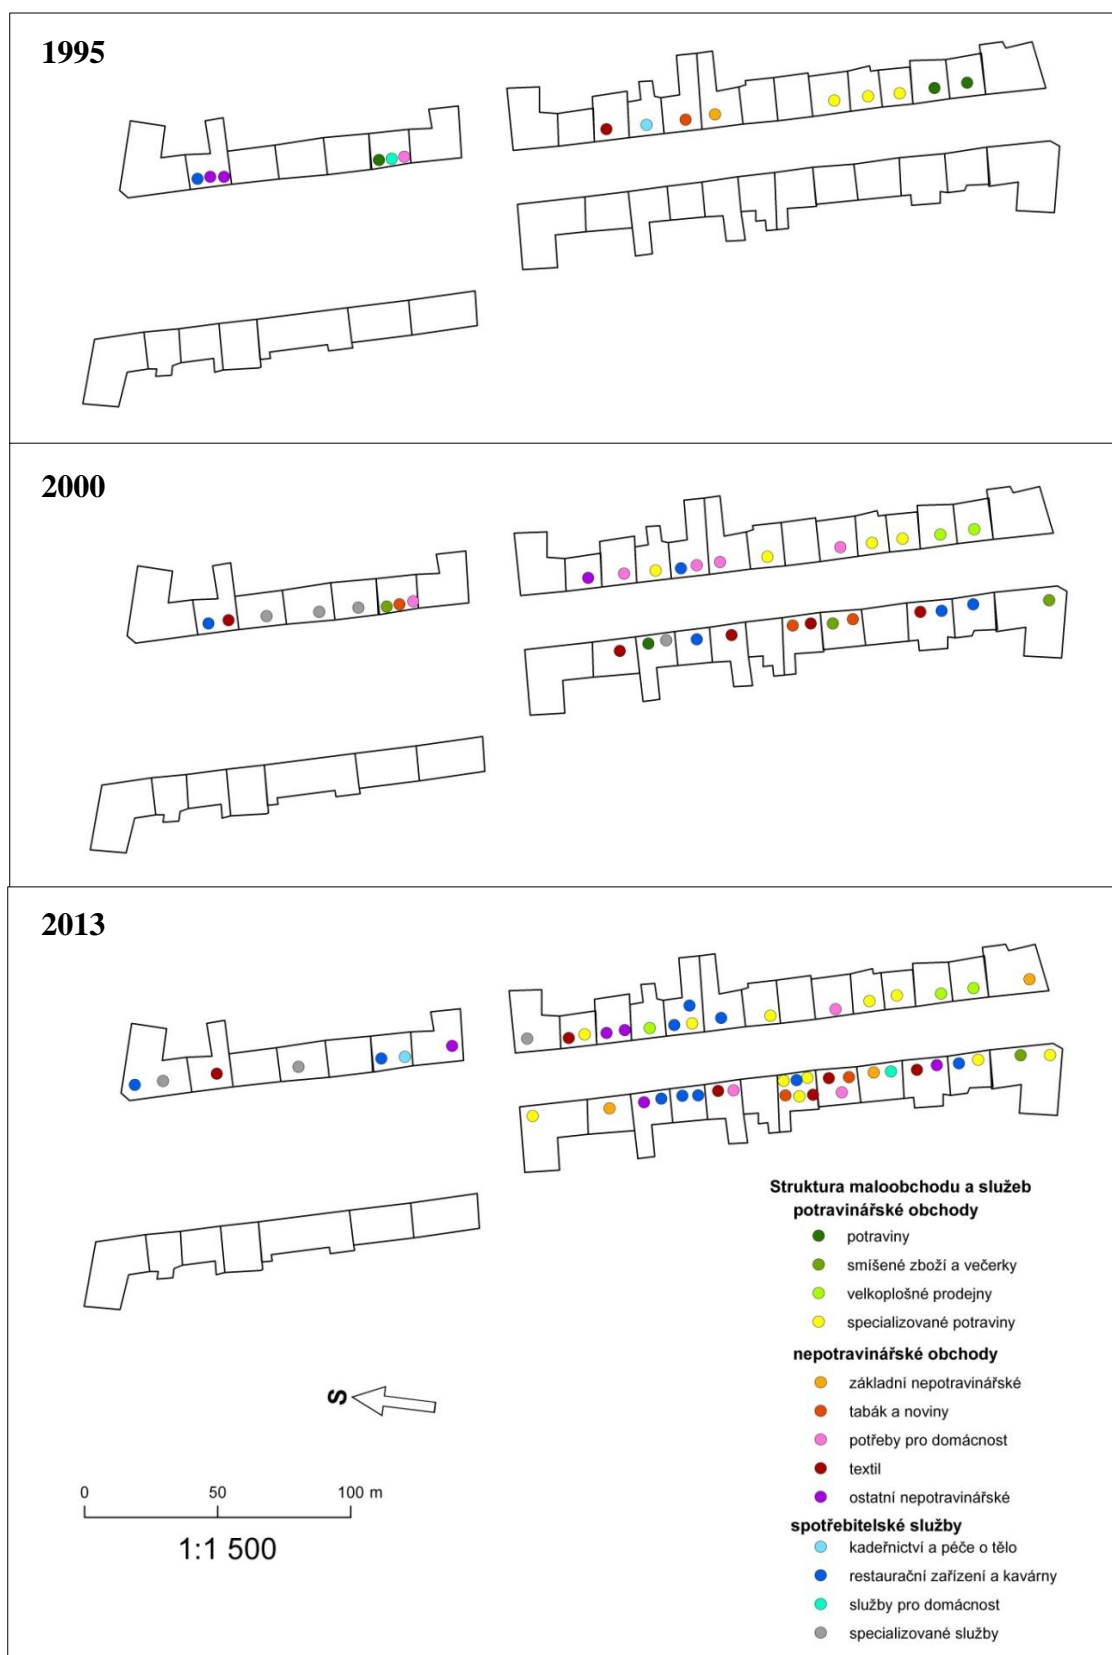 1995
2000
2013
Struktura maloobchodu a služeb
potravinářské obchody
potraviny
smíšené zboží a večerky
velkoplošné prodejny
specializované potraviny
nepotravinářské obchody
základní nepotravinářské
tabák a noviny
potřeby pro domácnost
textil
ostatní nepotravinářské
spotřebitelské služby
kadeřnictví a péče o tělo
restaurační zařízení a kavárny
služby pro domácnost
specializované služby
S
0 50 100 m
1:1 500